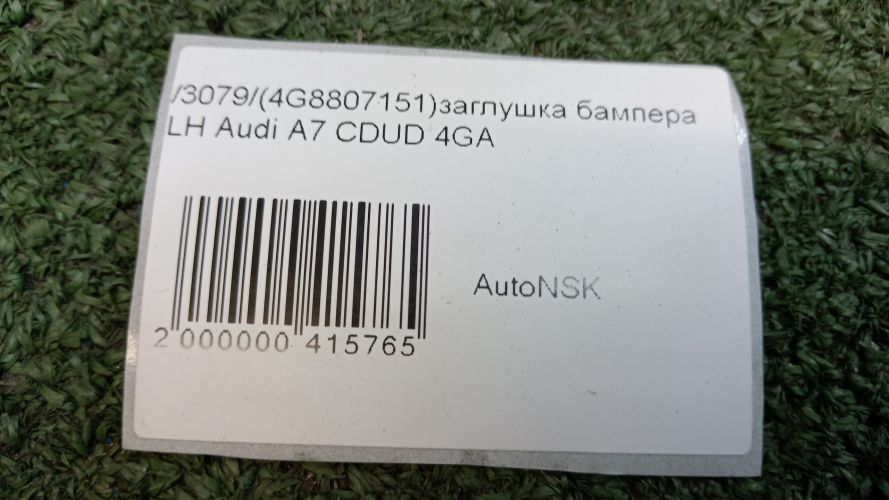 /3079/(4G8807151)заглушка бампера
LH Audi A7 CDUD 4GA
AutoNSK
2 000000 415765